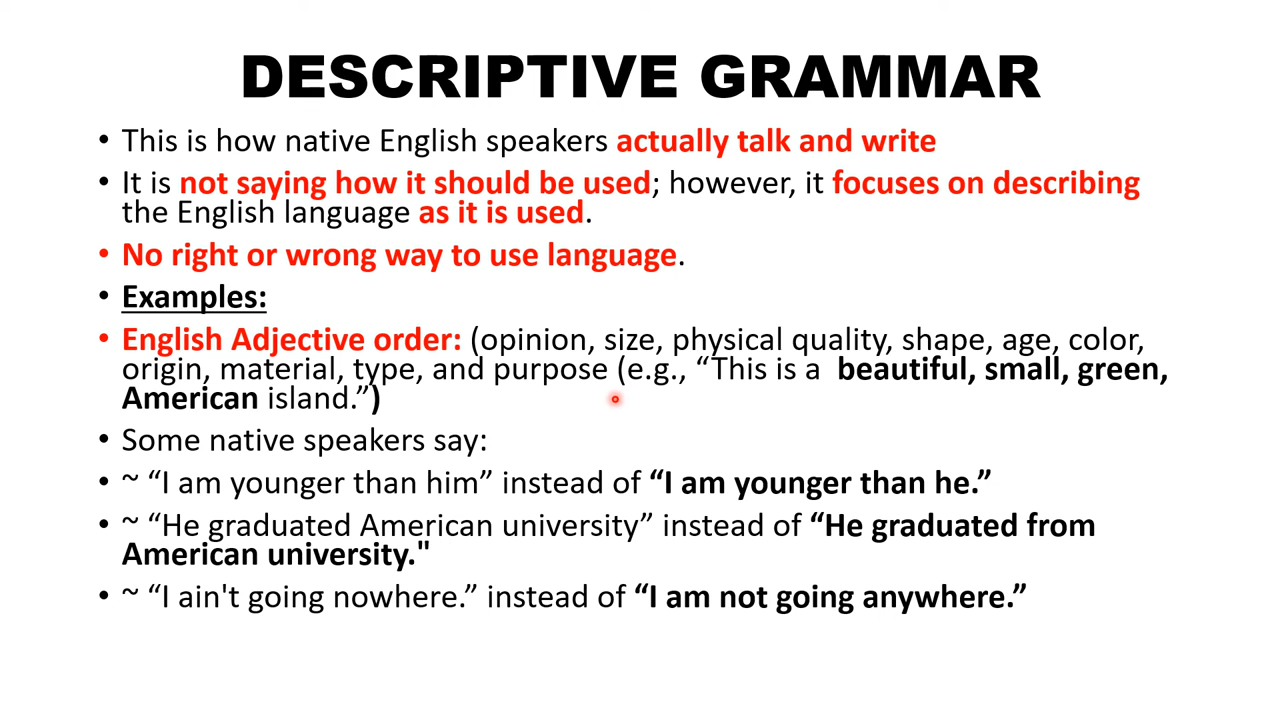 DESCRIPTIVE GRAMMAR
• This is how native English speakers actually talk and write
• It is not saying how it should be used; however, it focuses on describing
the English language as it is used.
• No right or wrong way to use language.
• Examples:
• English Adjective order: (opinion, size, physical quality, shape, age, color,
origin, material, type, and purpose (e.g., “This is a beautiful, small, green,
American island.”)
• Some native speakers say:
• ~ “I am younger than him” instead of “I am younger than he.”
• ~ “He graduated American university” instead of “He graduated from
American university."
• ~ “I ain't going nowhere.” instead of “I am not going anywhere.”